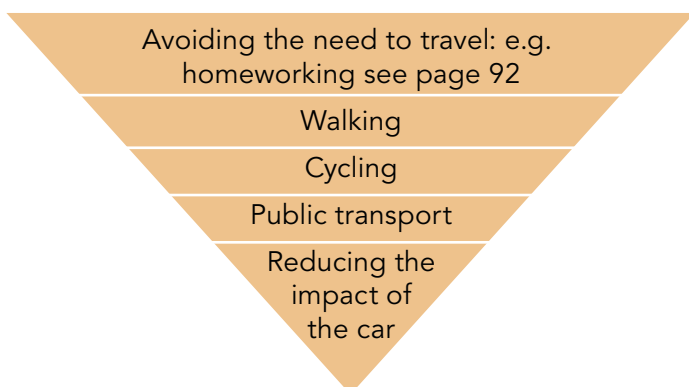 Avoiding the need to travel: e.g.
homeworking see page 92
Walking
Cycling
Public transport
Reducing the
impact of
the car